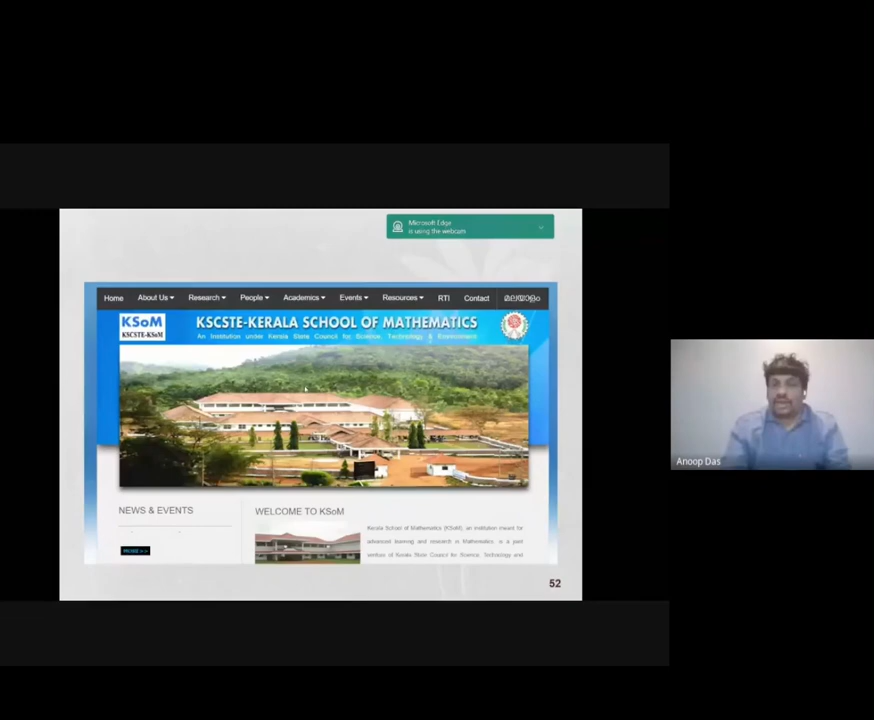 Microsoft Edge
is using the webcam
Home About Us Research People Academics Events Resources RTI Contact മലയാളം
KSoM
KSCSTE-KSoM
KSCSTE-KERALA SCHOOL OF MATHEMATICS
An Institution under Kerala State Council for Science, Technology & Environment
NEWS & EVENTS
MORE >>
WELCOME TO KSoM
Kerala School of Mathematics [KSoM], an institution meant for
advanced learning and research in Mathematics, is a joint
venture of Kerala State Council for Science, Technology and
52
Anoop Das